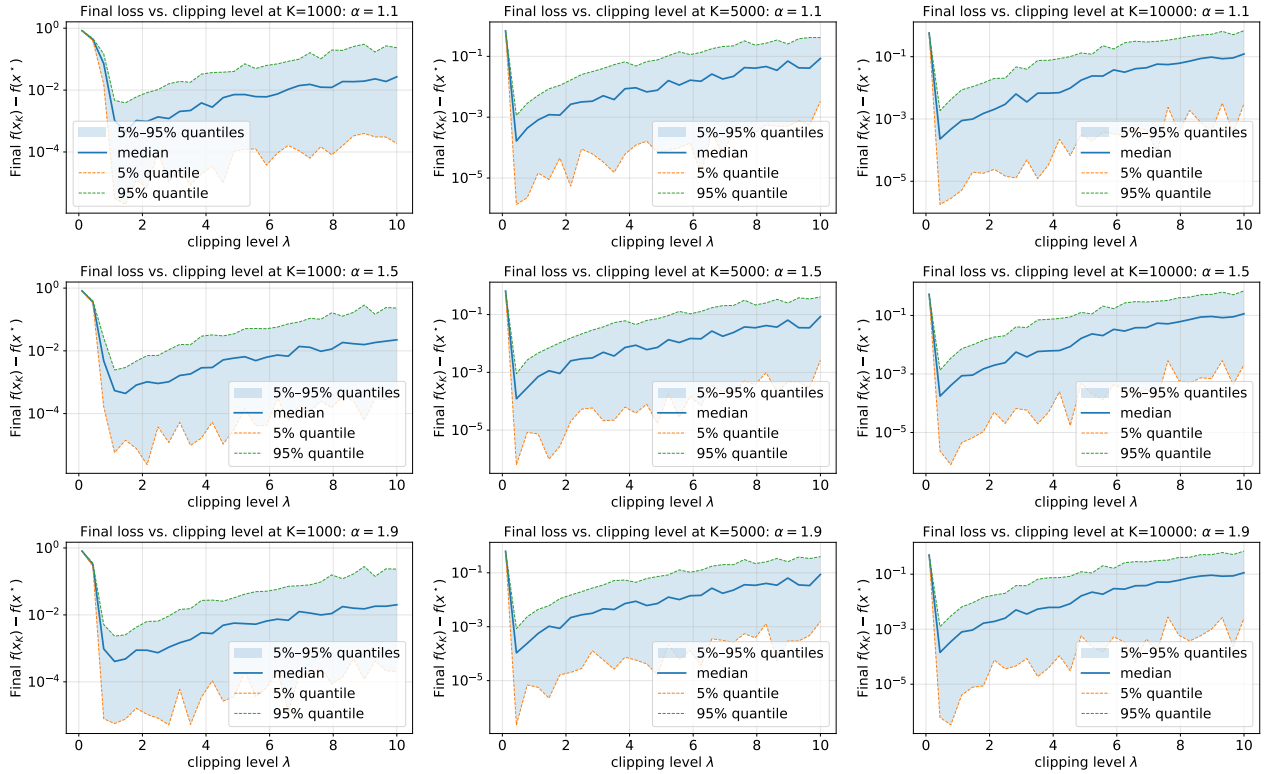 Final loss vs. clipping level at K=1000: α = 1.1
10⁰
10⁻²
10⁻⁴
Final f(x_K) − f(x⋆)
5%–95% quantiles
median
5% quantile
95% quantile
0 2 4 6 8 10
clipping level λ
Final loss vs. clipping level at K=5000: α = 1.1
10⁻¹
10⁻³
10⁻⁵
Final f(x_K) − f(x⋆)
5%–95% quantiles
median
5% quantile
95% quantile
0 2 4 6 8 10
clipping level λ
Final loss vs. clipping level at K=10000: α = 1.1
10⁻¹
10⁻³
10⁻⁵
Final f(x_K) − f(x⋆)
5%–95% quantiles
median
5% quantile
95% quantile
0 2 4 6 8 10
clipping level λ
Final loss vs. clipping level at K=1000: α = 1.5
10⁰
10⁻²
10⁻⁴
Final f(x_K) − f(x⋆)
5%–95% quantiles
median
5% quantile
95% quantile
0 2 4 6 8 10
clipping level λ
Final loss vs. clipping level at K=5000: α = 1.5
10⁻¹
10⁻³
10⁻⁵
Final f(x_K) − f(x⋆)
5%–95% quantiles
median
5% quantile
95% quantile
0 2 4 6 8 10
clipping level λ
Final loss vs. clipping level at K=10000: α = 1.5
10⁻¹
10⁻³
10⁻⁵
Final f(x_K) − f(x⋆)
5%–95% quantiles
median
5% quantile
95% quantile
0 2 4 6 8 10
clipping level λ
Final loss vs. clipping level at K=1000: α = 1.9
10⁰
10⁻²
10⁻⁴
Final f(x_K) − f(x⋆)
5%–95% quantiles
median
5% quantile
95% quantile
0 2 4 6 8 10
clipping level λ
Final loss vs. clipping level at K=5000: α = 1.9
10⁻¹
10⁻³
10⁻⁵
Final f(x_K) − f(x⋆)
5%–95% quantiles
median
5% quantile
95% quantile
0 2 4 6 8 10
clipping level λ
Final loss vs. clipping level at K=10000: α = 1.9
10⁻¹
10⁻³
10⁻⁵
Final f(x_K) − f(x⋆)
5%–95% quantiles
median
5% quantile
95% quantile
0 2 4 6 8 10
clipping level λ